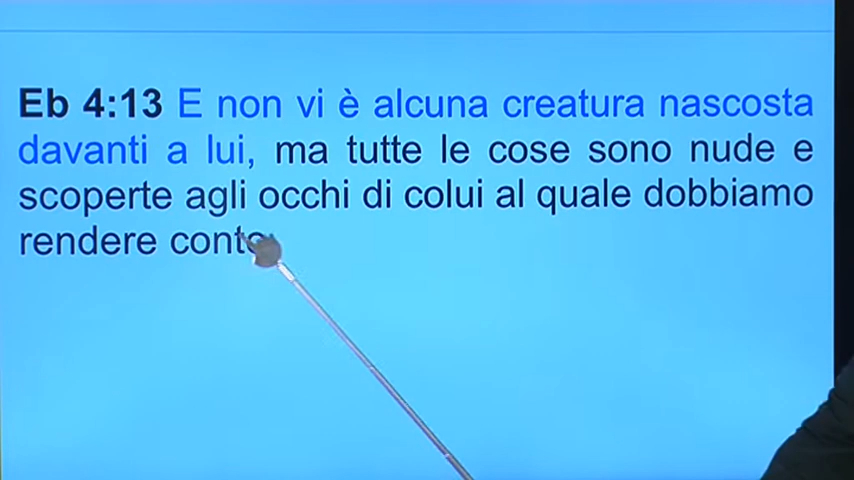 Eb 4:13 E non vi è alcuna creatura nascosta
davanti a lui, ma tutte le cose sono nude e
scoperte agli occhi di colui al quale dobbiamo
rendere conto